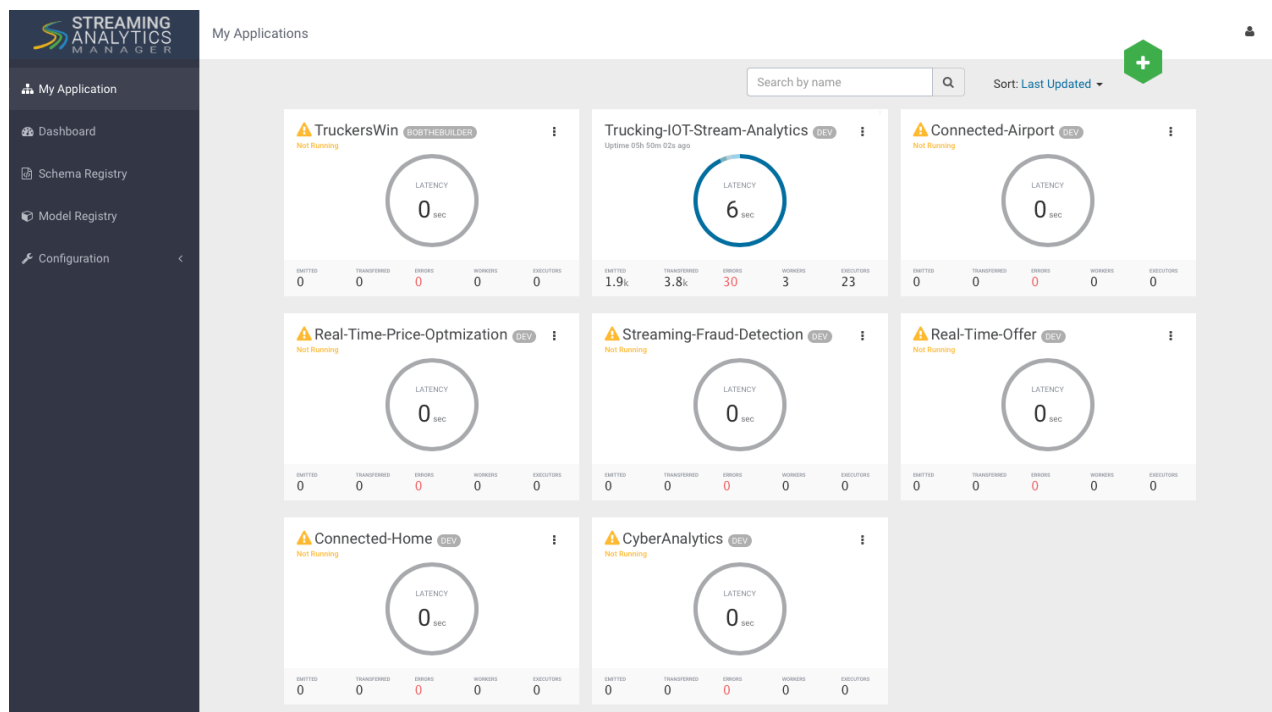 STREAMING
ANALYTICS
MANAGER
My Applications
My Application
Dashboard
Schema Registry
Model Registry
Configuration
Search by name
Sort: Last Updated
TruckersWin BOBTHEBUILDER
Not Running
LATENCY
0 sec
EMITTED TRANSFERRED ERRORS WORKERS EXECUTORS
0 0 0 0 0
Trucking-IOT-Stream-Analytics DEV
Uptime 05h 50m 02s ago
LATENCY
6 sec
EMITTED TRANSFERRED ERRORS WORKERS EXECUTORS
1.9k 3.8k 30 3 23
Connected-Airport DEV
Not Running
LATENCY
0 sec
EMITTED TRANSFERRED ERRORS WORKERS EXECUTORS
0 0 0 0 0
Real-Time-Price-Optmization DEV
Not Running
LATENCY
0 sec
EMITTED TRANSFERRED ERRORS WORKERS EXECUTORS
0 0 0 0 0
Streaming-Fraud-Detection DEV
Not Running
LATENCY
0 sec
EMITTED TRANSFERRED ERRORS WORKERS EXECUTORS
0 0 0 0 0
Real-Time-Offer DEV
Not Running
LATENCY
0 sec
EMITTED TRANSFERRED ERRORS WORKERS EXECUTORS
0 0 0 0 0
Connected-Home DEV
Not Running
LATENCY
0 sec
EMITTED TRANSFERRED ERRORS WORKERS EXECUTORS
0 0 0 0 0
CyberAnalytics DEV
Not Running
LATENCY
0 sec
EMITTED TRANSFERRED ERRORS WORKERS EXECUTORS
0 0 0 0 0